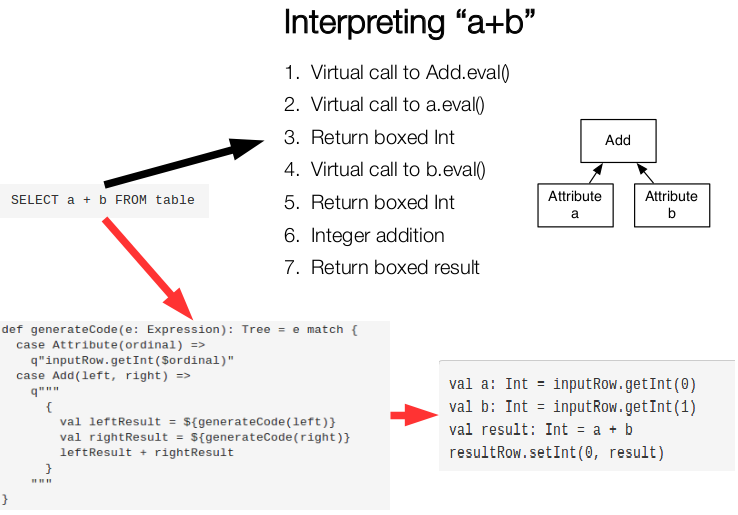 Interpreting “a+b”
1. Virtual call to Add.eval()
2. Virtual call to a.eval()
3. Return boxed Int
4. Virtual call to b.eval()
5. Return boxed Int
6. Integer addition
7. Return boxed result
Add
Attribute
a
Attribute
b
SELECT a + b FROM table
def generateCode(e: Expression): Tree = e match {
  case Attribute(ordinal) =>
    q"inputRow.getInt($ordinal)"
  case Add(left, right) =>
    q"""
      {
        val leftResult = ${generateCode(left)}
        val rightResult = ${generateCode(right)}
        leftResult + rightResult
      }
    """
}
val a: Int = inputRow.getInt(0)
val b: Int = inputRow.getInt(1)
val result: Int = a + b
resultRow.setInt(0, result)